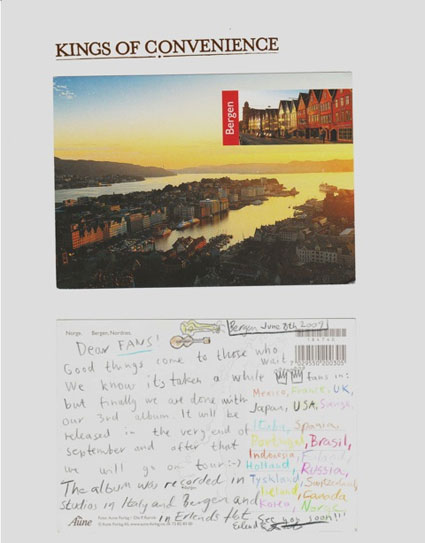 KINGS OF CONVENIENCE
Bergen
Norge. Bergen. Nordnes.
Bergen June 8th 2009
Dear FANS!
Good things come to those who wait
We know it's taken a while
but finally we are done with
our 3rd album. It will be
released in the very end of
september and after that
we will go on tour :-)
The album was recorded in
studios in Italy and Bergen and
in Erlends flat
fans in:
Mexico, France, UK,
Japan, USA, Sverige,
Italia, Spania,
Portugal, Brasil,
Indonesia, Finland,
Holland, Russia,
Tyskland,
Iceland, Canada
Korea, Norge
See you soon!!!
Erlend
Aune